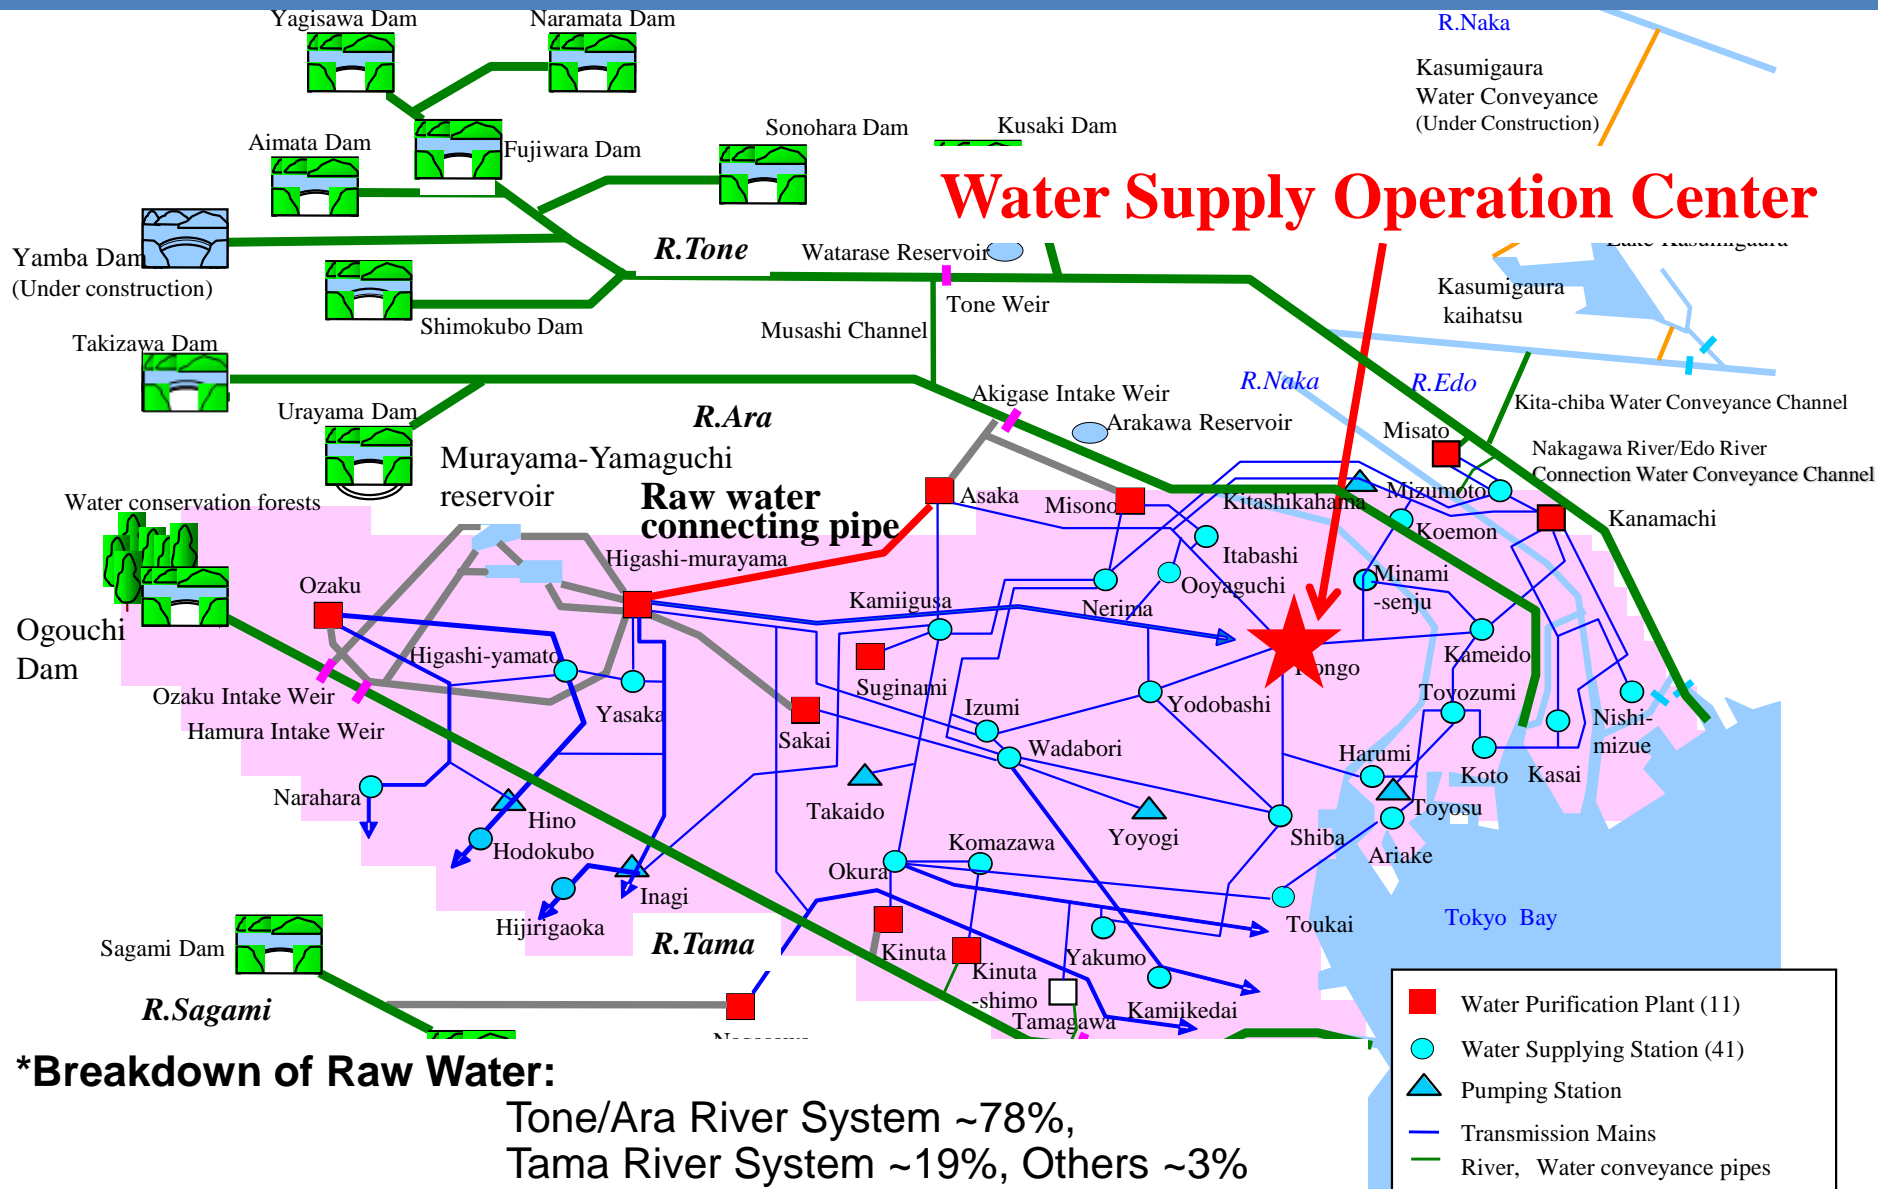 Yagisawa Dam
Naramata Dam
R.Naka
Kasumigaura
Water Conveyance
(Under Construction)
Aimata Dam
Fujiwara Dam
Sonohara Dam
Kusaki Dam
Water Supply Operation Center
Yamba Dam
(Under construction)
R.Tone
Watarase Reservoir
Lake Kasumigaura
Kasumigaura
kaihatsu
Tone Weir
Shimokubo Dam
Musashi Channel
Takizawa Dam
R.Naka
R.Edo
Akigase Intake Weir
Kita-chiba Water Conveyance Channel
Urayama Dam
R.Ara
Arakawa Reservoir
Misato
Nakagawa River/Edo River
Connection Water Conveyance Channel
Murayama-Yamaguchi
reservoir
Raw water
connecting pipe
Water conservation forests
Asaka
Misono
Kitashikahama
Mizumoto
Kanamachi
Koemon
Higashi-murayama
Itabashi
Ooyaguchi
Minami
-senju
Ozaku
Kamiigusa
Nerima
Ogouchi
Dam
Higashi-yamato
Kameido
Ozaku Intake Weir
Suginami
Yodobashi
Toyozumi
Hamura Intake Weir
Yasaka
Izumi
Nishi-
mizue
Sakai
Wadabori
Harumi
Koto
Kasai
Narahara
Takaido
Toyosu
Hino
Yoyogi
Shiba
Hodokubo
Komazawa
Ariake
Okura
Inagi
Hijirigaoka
Toukai
Tokyo Bay
Sagami Dam
R.Tama
Kinuta
Yakumo
Kinuta
-shimo
R.Sagami
Tamagawa
Kamiikedai
Water Purification Plant (11)
Water Supplying Station (41)
Pumping Station
Transmission Mains
River,  Water conveyance pipes
*Breakdown of Raw Water:
Tone/Ara River System ~78%,
Tama River System ~19%, Others ~3%